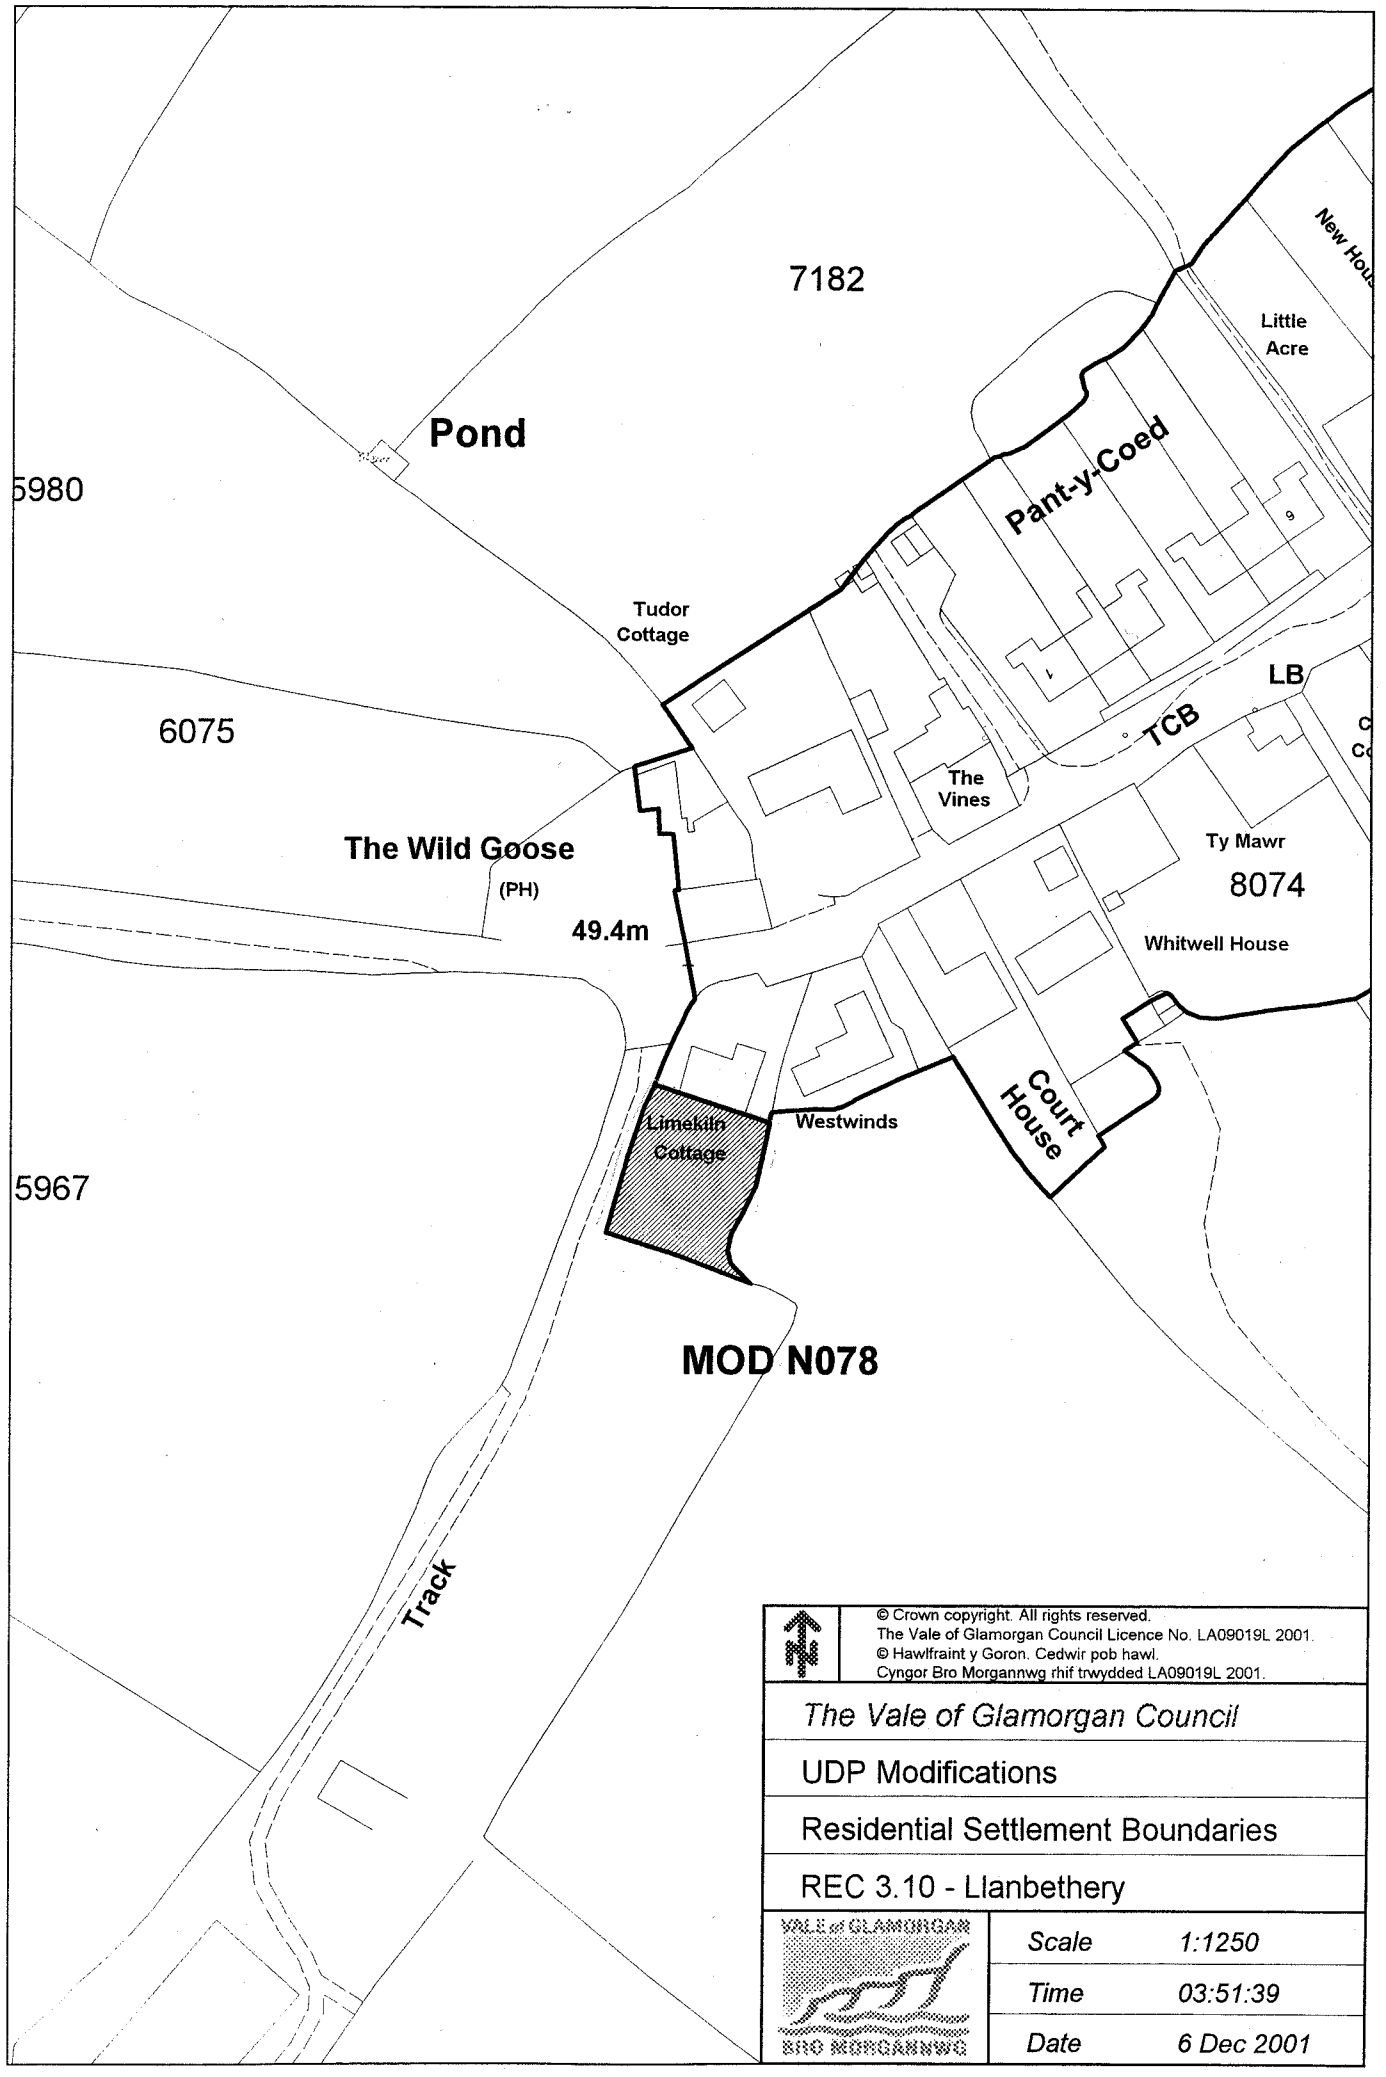 7182
New Hous
Little
Acre
Pond
5980
Pant-y-Coed
9
Tudor
Cottage
1
LB
TCB
6075
C
Co
The
Vines
The Wild Goose
(PH)
Ty Mawr
8074
49.4m
Whitwell House
Court
House
Limekiln
Cottage
Westwinds
5967
MOD N078
Track
N
© Crown copyright. All rights reserved.
The Vale of Glamorgan Council Licence No. LA09019L 2001.
© Hawlfraint y Goron. Cedwir pob hawl.
Cyngor Bro Morgannwg rhif trwydded LA09019L 2001.
The Vale of Glamorgan Council
UDP Modifications
Residential Settlement Boundaries
REC 3.10 - Llanbethery
VALE of GLAMORGAN
BRO MORGANNWG
Scale 1:1250
Time 03:51:39
Date 6 Dec 2001